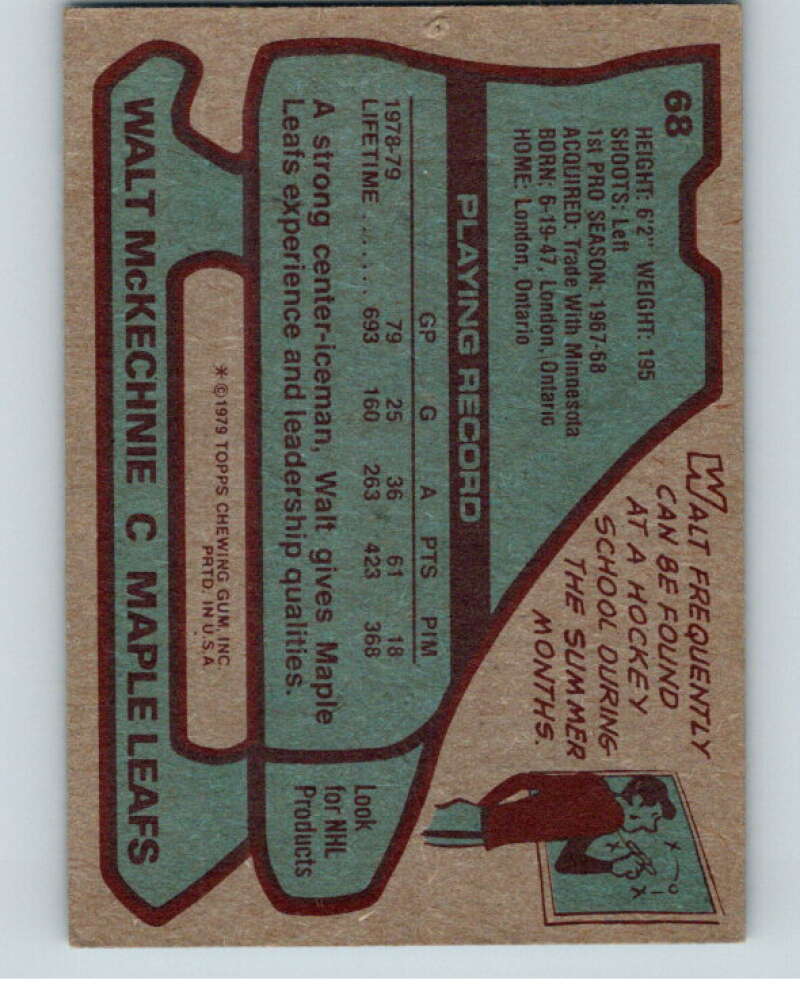 68
HEIGHT: 6'2" WEIGHT: 195
SHOOTS: Left
1st PRO SEASON: 1967-68
ACQUIRED: Trade With Minnesota
BORN: 6-19-47, London, Ontario
HOME: London, Ontario
WALT FREQUENTLY
CAN BE FOUND
AT A HOCKEY
SCHOOL DURING
THE SUMMER
MONTHS.
PLAYING RECORD
GP G A PTS PIM
1978-79 79 25 36 61 18
LIFETIME ....... 693 160 263 423 368
A strong center-iceman, Walt gives Maple
Leafs experience and leadership qualities.
Look
for NHL
Products
* ©1979 TOPPS CHEWING GUM, INC.
PRTD. IN U.S.A
WALT McKECHNIE C MAPLE LEAFS